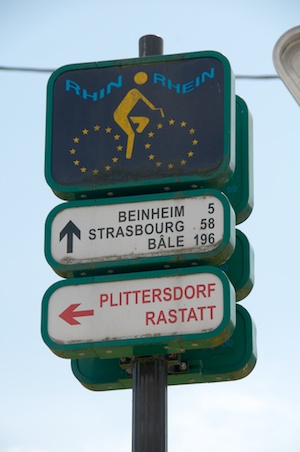 RHIN RHEIN
BEINHEIM 5
STRASBOURG 58
BÂLE 196
PLITTERSDORF
RASTATT